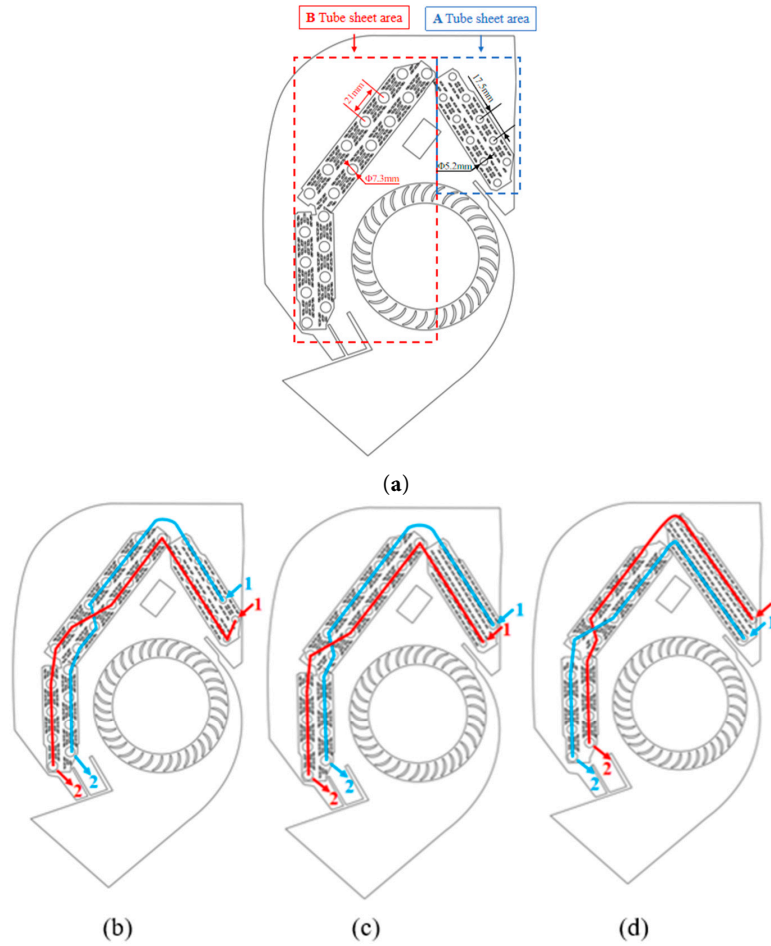 B Tube sheet area
A Tube sheet area
21mm
17.5mm
Φ5.2mm
Φ7.3mm
(a)
1
1
2
2
1
1
2
2
1
1
2
2
(b)
(c)
(d)